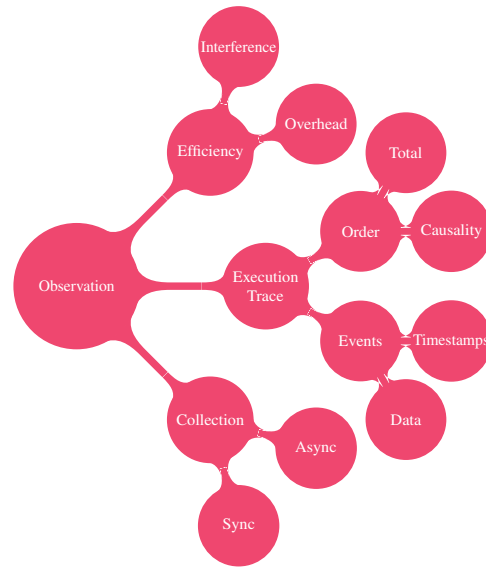 Interference
Overhead
Efficiency
Total
Order
Causality
Observation
Execution
Trace
Events
Timestamps
Collection
Data
Async
Sync